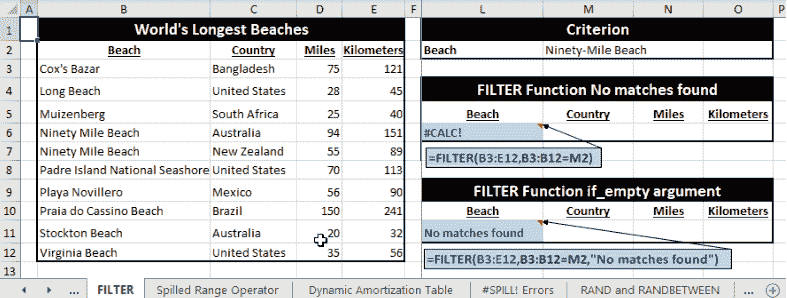 A B C D E F L M N O P
1 World's Longest Beaches Criterion
2 Beach Country Miles Kilometers Beach Ninety-Mile Beach
3 Cox's Bazar Bangladesh 75 121
4 Long Beach United States 28 45 FILTER Function No matches found
5 Muizenberg South Africa 25 40 Beach Country Miles Kilometers
6 Ninety Mile Beach Australia 94 151 #CALC!
7 Ninety Mile Beach New Zealand 55 89 =FILTER(B3:E12,B3:B12=M2)
8 Padre Island National Seashore United States 70 113
9 Playa Novillero Mexico 56 90 FILTER Function if_empty argument
10 Praia do Cassino Beach Brazil 150 241 Beach Country Miles Kilometers
11 Stockton Beach Australia 20 32 No matches found
12 Virginia Beach United States 35 56 =FILTER(B3:E12,B3:B12=M2,"No matches found")
13
... FILTER Spilled Range Operator Dynamic Amortization Table #SPILL! Errors RAND and RANDBETWEEN ...